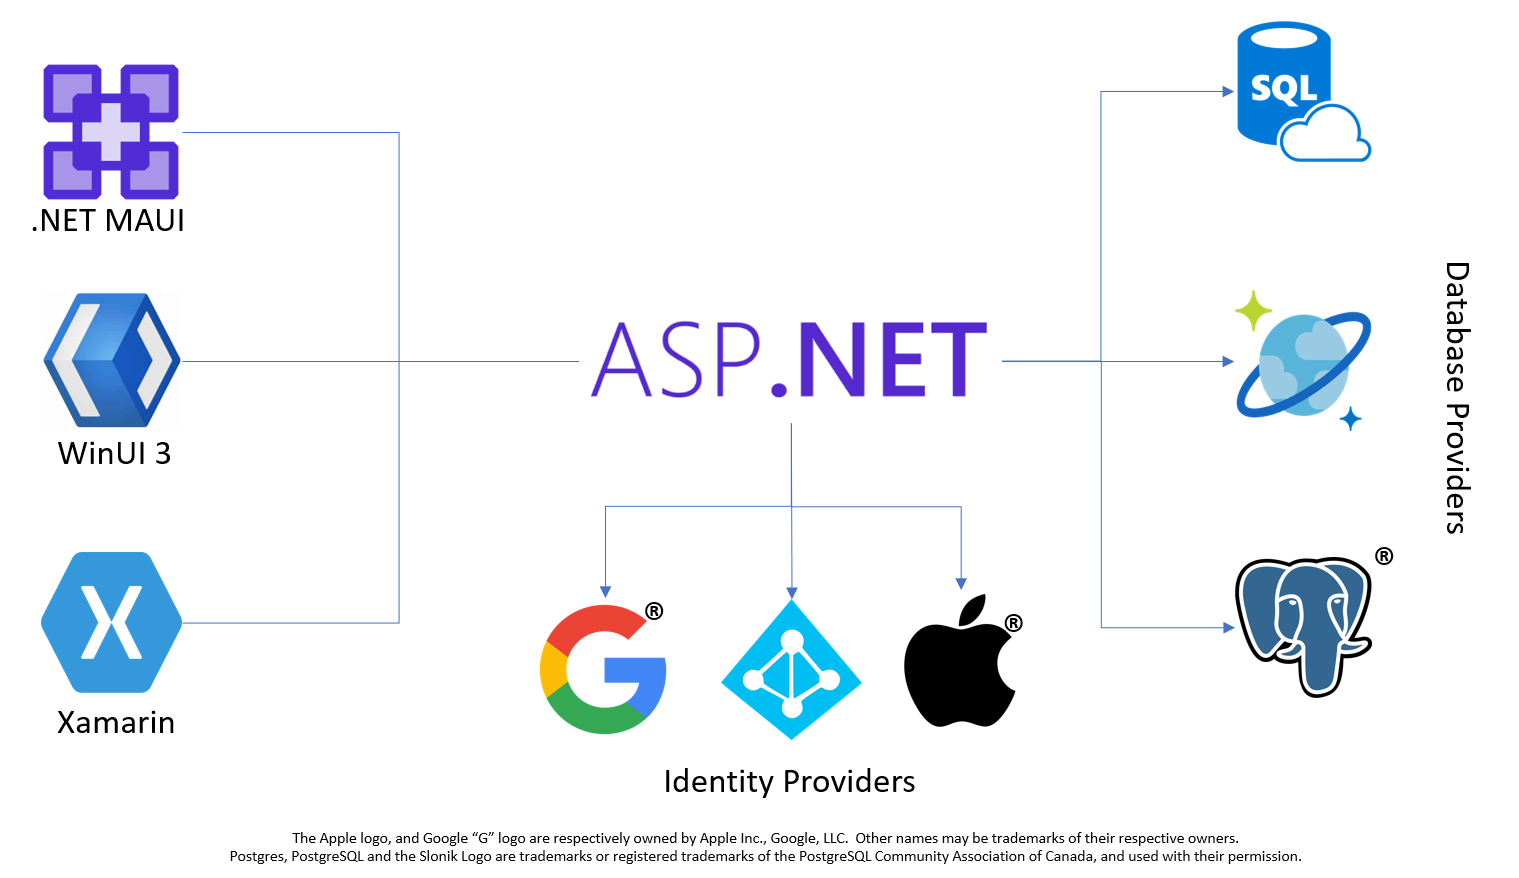 SQL
.NET MAUI
WinUI 3
ASP.NET
Database Providers
®
®
®
Xamarin
Identity Providers
The Apple logo, and Google “G” logo are respectively owned by Apple Inc., Google, LLC.  Other names may be trademarks of their respective owners.
Postgres, PostgreSQL and the Slonik Logo are trademarks or registered trademarks of the PostgreSQL Community Association of Canada, and used with their permission.